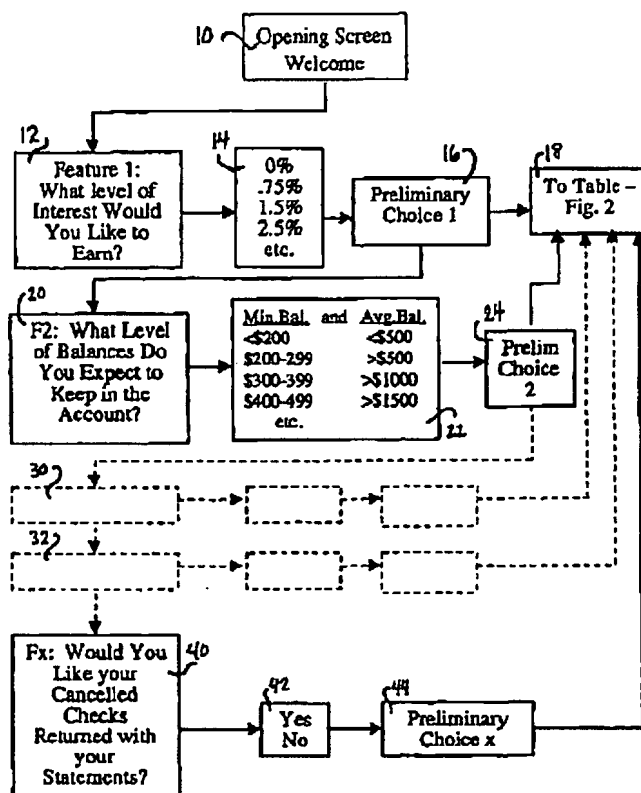 10
Opening Screen
Welcome
12
Feature 1:
What level of
Interest Would
You Like to
Earn?
14
0%
.75%
1.5%
2.5%
etc.
16
Preliminary
Choice 1
18
To Table –
Fig. 2
20
F2: What Level
of Balances Do
You Expect to
Keep in the
Account?
Min.Bal. and Avg.Bal.
<$200 <$500
$200-299 >$500
$300-399 >$1000
$400-499 >$1500
etc.
22
24
Prelim
Choice
2
30
32
Fx: Would You
Like your
Cancelled
Checks
Returned with
your
Statements?
40
42
Yes
No
44
Preliminary
Choice x